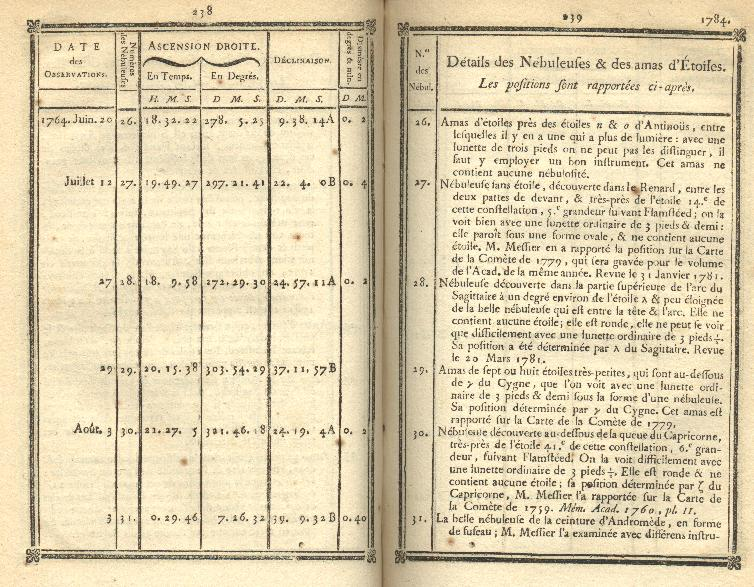 238
DATE
des
OBSERVATIONS.
Numéros
des Nébuleuses
ASCENSION DROITE.
En Temps.
En Degrés.
DÉCLINAISON.
Diametre en
degrés & min.
H. M. S.
D. M. S.
D. M. S.
D M.
1764. Juin. 20 26. 18. 32. 22 278. 5. 25 9. 38. 14A 0. 2
Juillet 12 27. 19. 49. 27 297. 21. 41 22. 4. 0B 0. 4
27 28. 18. 9. 58 272. 29. 30 24. 57. 11A 0. 2
29 29. 20. 15. 38 303. 54. 29 37. 11. 57B
Août. 3 30. 21. 27. 5 321. 46. 18 24. 19. 4A 0. 2
3 31. 0. 29. 46 7. 26. 32 39. 9. 32B 0. 40
239
1784.
N.os
des
Nébul.
Détails des Nébuleuses & des amas d'Étoiles.
Les positions sont rapportées ci-après.
26. Amas d'étoiles près des étoiles n & o d'Antinoüs, entre
lesquelles il y en a une qui a plus de lumière : avec une
lunette de trois pieds on ne peut pas les distinguer, il
faut y employer un bon instrument. Cet amas ne
contient aucune nébulosité.
27. Nébuleuse sans étoile, découverte dans le Renard, entre les
deux pattes de devant, & très-près de l'étoile 14.e de
cette constellation, 5.e grandeur suivant Flamstéed ; on la
voit bien avec une lunette ordinaire de 3 pieds & demi :
elle paroît sous une forme ovale, & ne contient aucune
étoile. M. Messier en a rapporté la position sur la Carte
de la Comète de 1779, qui sera gravée pour le volume
de l'Acad. de la même année. Revue le 31 Janvier 1781.
28. Nébuleuse découverte dans la partie supérieure de l'arc du
Sagittaire à un degré environ de l'étoile λ & peu éloignée
de la belle nébuleuse qui est entre la tête & l'arc. Elle ne
contient aucune étoile ; elle est ronde, elle ne peut se voir
que difficilement avec une lunette ordinaire de 3 pieds ½.
Sa position a été déterminée par λ du Sagittaire. Revue
le 20 Mars 1781.
29. Amas de sept ou huit étoiles très-petites, qui sont au-dessous
de γ du Cygne, que l'on voit avec une lunette ordi-
naire de 3 pieds & demi sous la forme d'une nébuleuse.
Sa position déterminée par γ du Cygne. Cet amas est
rapporté sur la Carte de la Comète de 1779.
30. Nébuleuse découverte au-dessous de la queue du Capricorne,
très-près de l'étoile 41.e de cette constellation, 6.e gran-
deur, suivant Flamstéed. On la voit difficilement avec
une lunette ordinaire de 3 pieds ½. Elle est ronde & ne
contient aucune étoile ; sa position déterminée par ζ du
Capricorne, M. Messier l'a rapportée sur la Carte de
la Comète de 1759. Mém. Acad. 1760, pl. II.
31. La belle nébuleuse de la ceinture d'Andromède, en forme
de fuseau ; M. Messier l'a examinée avec différens instru-